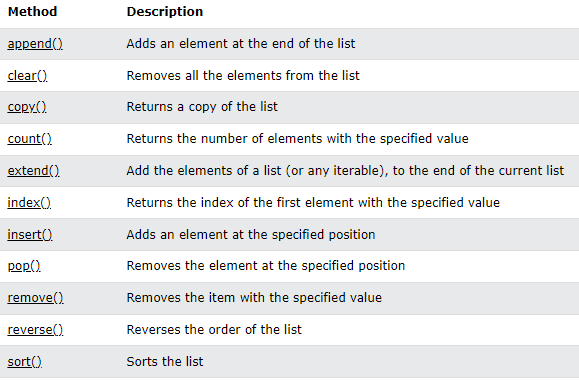 Method Description
append() Adds an element at the end of the list
clear() Removes all the elements from the list
copy() Returns a copy of the list
count() Returns the number of elements with the specified value
extend() Add the elements of a list (or any iterable), to the end of the current list
index() Returns the index of the first element with the specified value
insert() Adds an element at the specified position
pop() Removes the element at the specified position
remove() Removes the item with the specified value
reverse() Reverses the order of the list
sort() Sorts the list